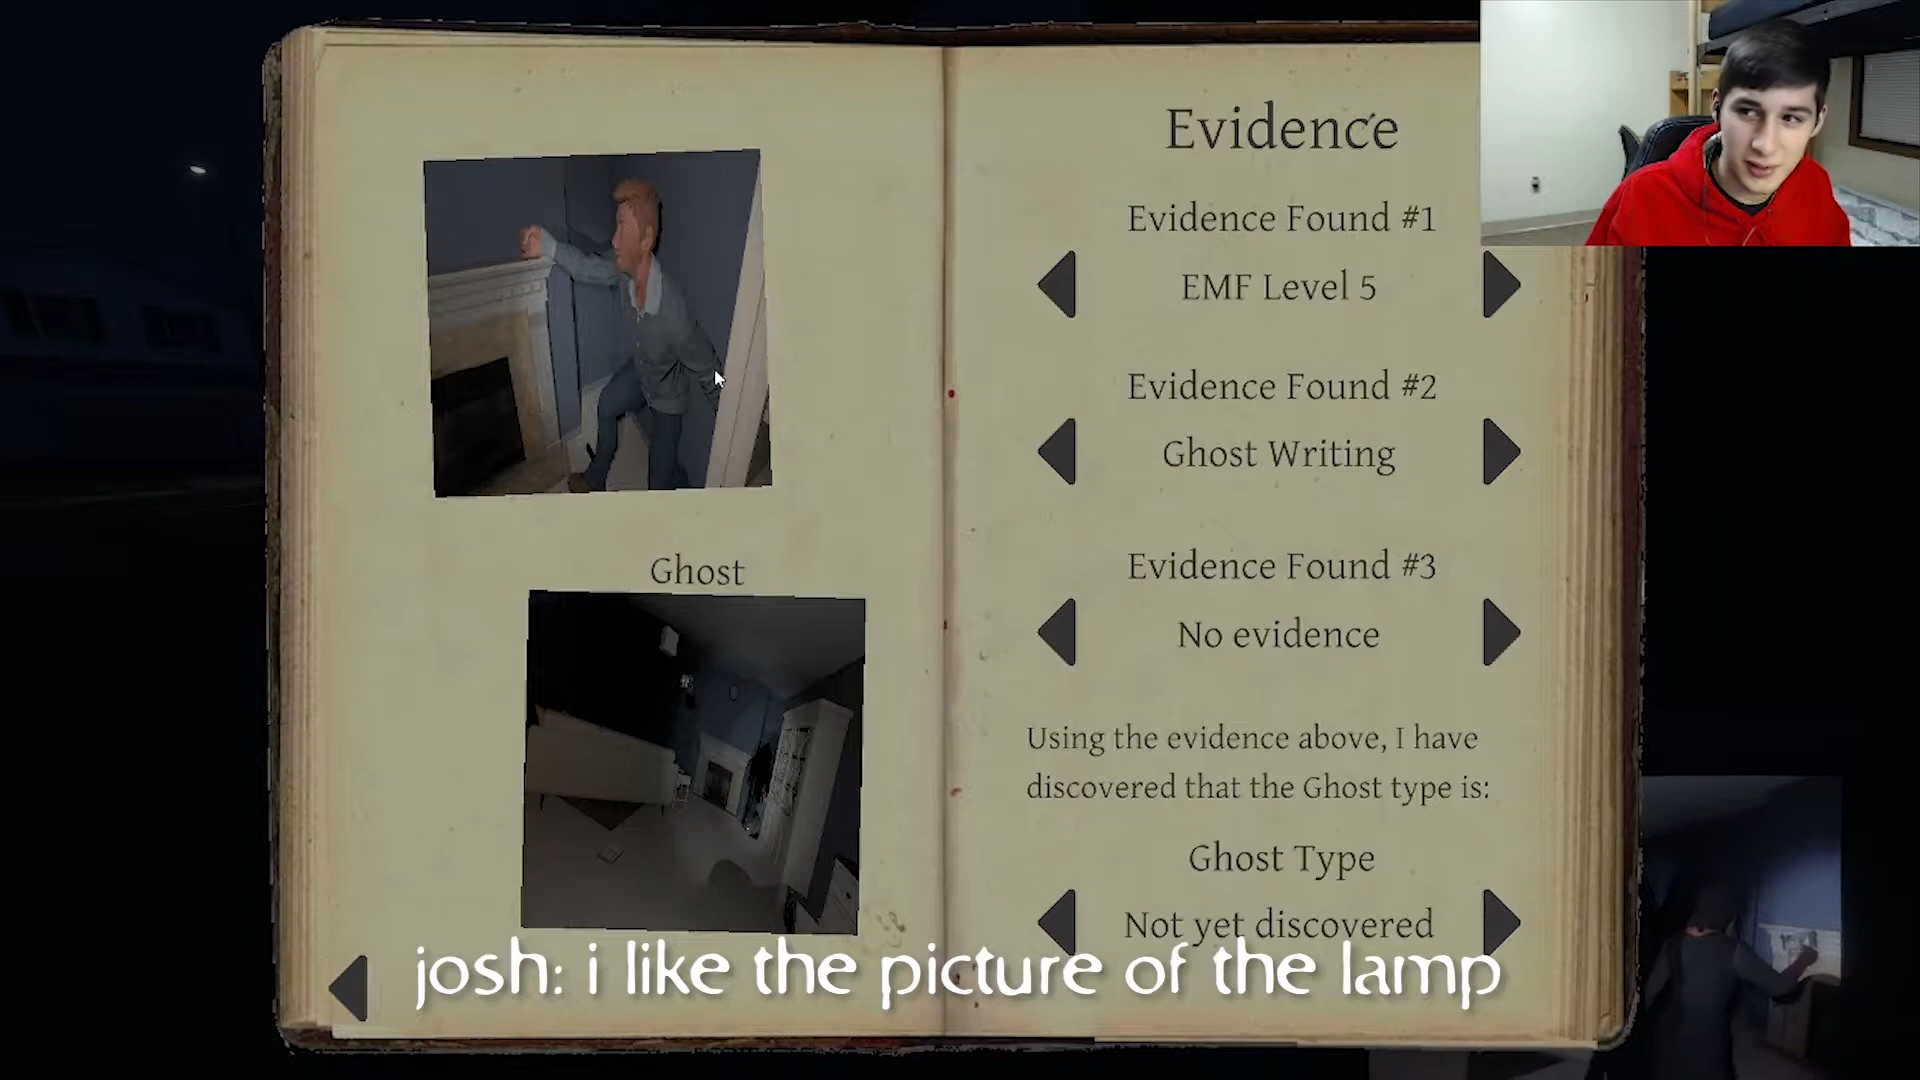 Ghost
Evidence
Evidence Found #1
EMF Level 5
Evidence Found #2
Ghost Writing
Evidence Found #3
No evidence
Using the evidence above, I have
discovered that the Ghost type is:
Ghost Type
Not yet discovered
josh: i like the picture of the lamp